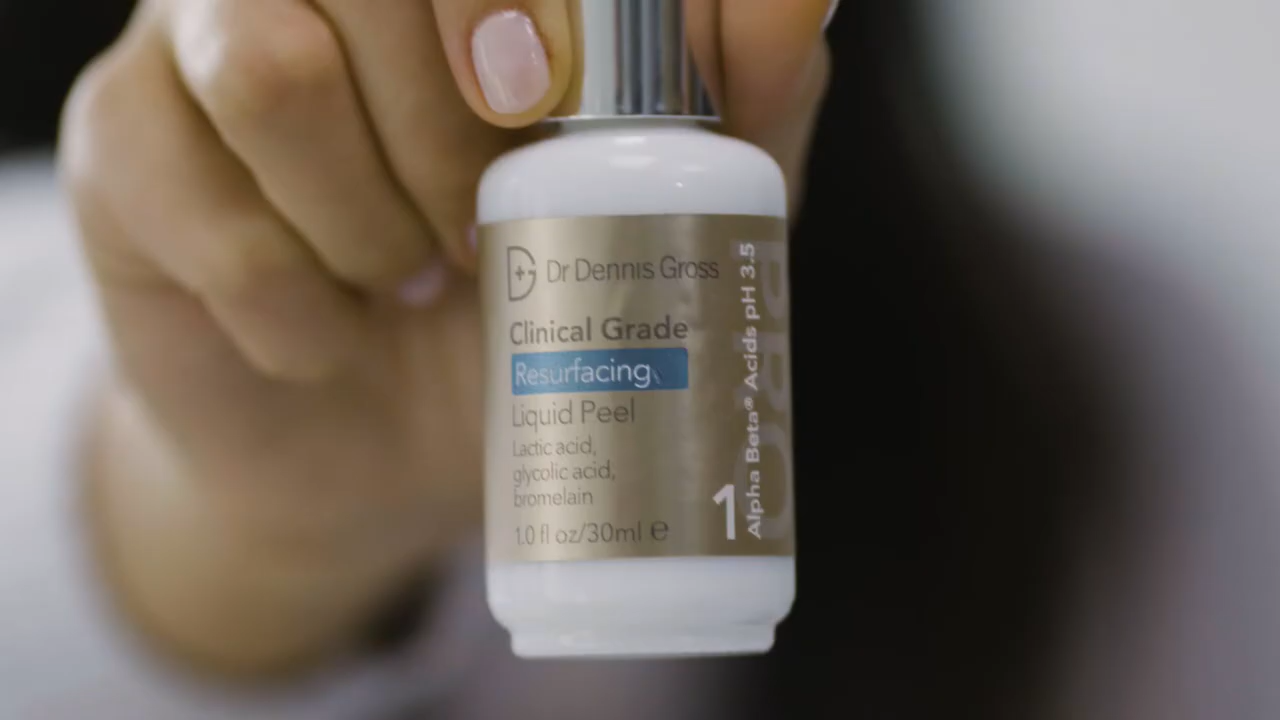 Dr Dennis Gross
Clinical Grade
Resurfacing
Liquid Peel
Lactic acid,
glycolic acid,
bromelain
1.0 fl oz/30ml ℮
1
Alpha Beta® Acids pH 3.5